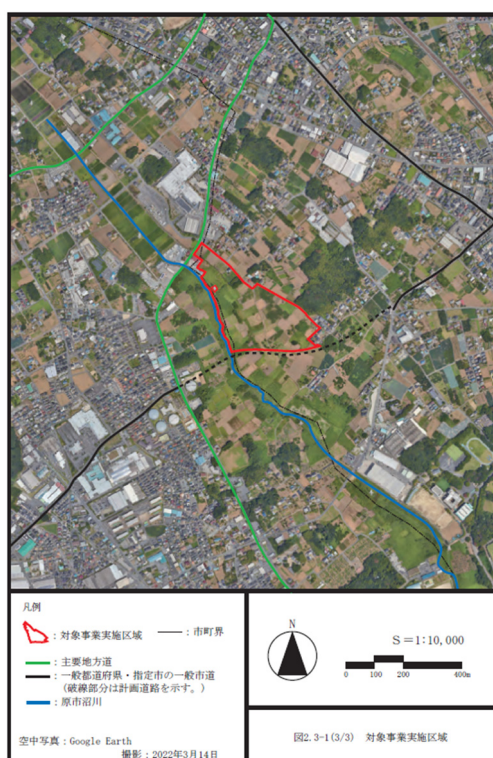 凡例
：対象事業実施区域
：市町界
：主要地方道
：一般都道府県・指定市の一般市道
（破線部分は計画道路を示す。）
：原市沼川
空中写真：Google Earth
撮影：2022年3月14日
N
S＝1:10,000
0 100 200 400m
図2.3-1(3/3) 対象事業実施区域